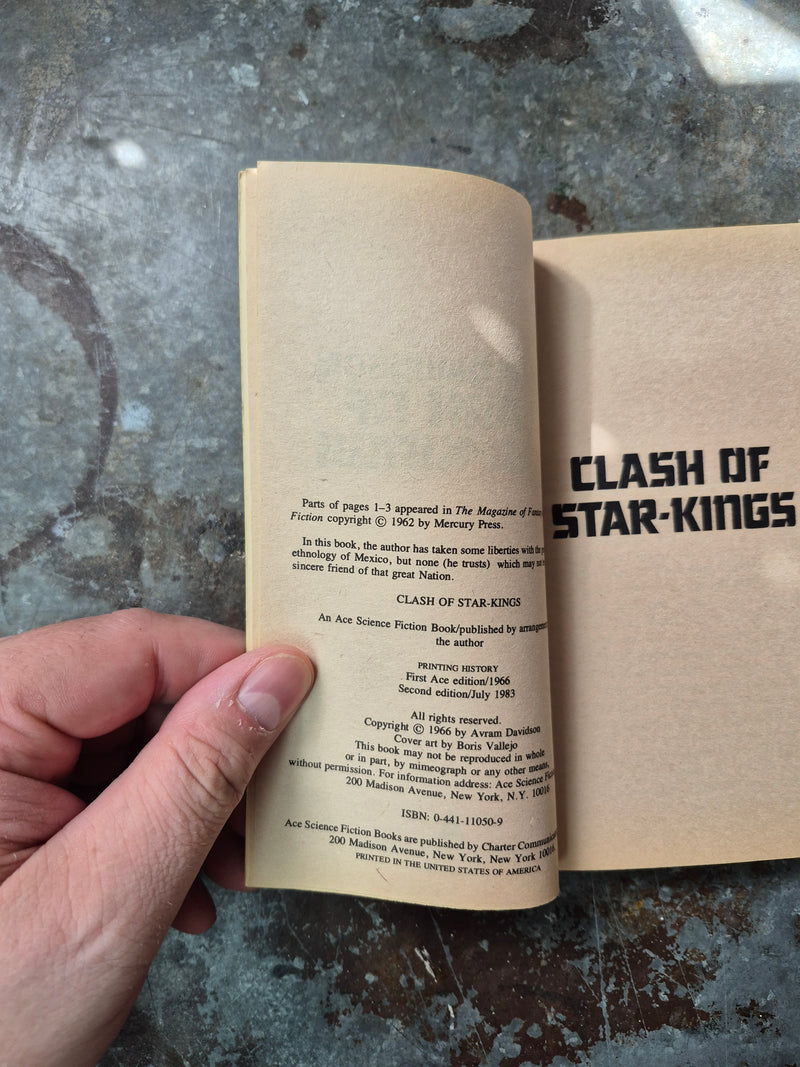 Parts of pages 1–3 appeared in The Magazine of
Fiction copyright © 1962 by Mercury Press.
In this book, the author has taken some liberties with the
ethnology of Mexico, but none (he trusts) which may
sincere friend of that great Nation.
CLASH OF STAR-KINGS
An Ace Science Fiction Book/published by
the author
PRINTING HISTORY
First Ace edition/1966
Second edition/July 1983
All rights reserved.
Copyright © 1966 by Avram Davidson
Cover art by Boris Vallejo
This book may not be reproduced in whole
or in part, by mimeograph or any other means,
without permission. For information address: Ace Science
200 Madison Avenue, New York, N.Y. 10016
ISBN: 0-441-11050-9
Ace Science Fiction Books are published by Charter
200 Madison Avenue, New York, New York 10016.
PRINTED IN THE UNITED STATES OF AMERICA
CLASH OF
STAR-KINGS